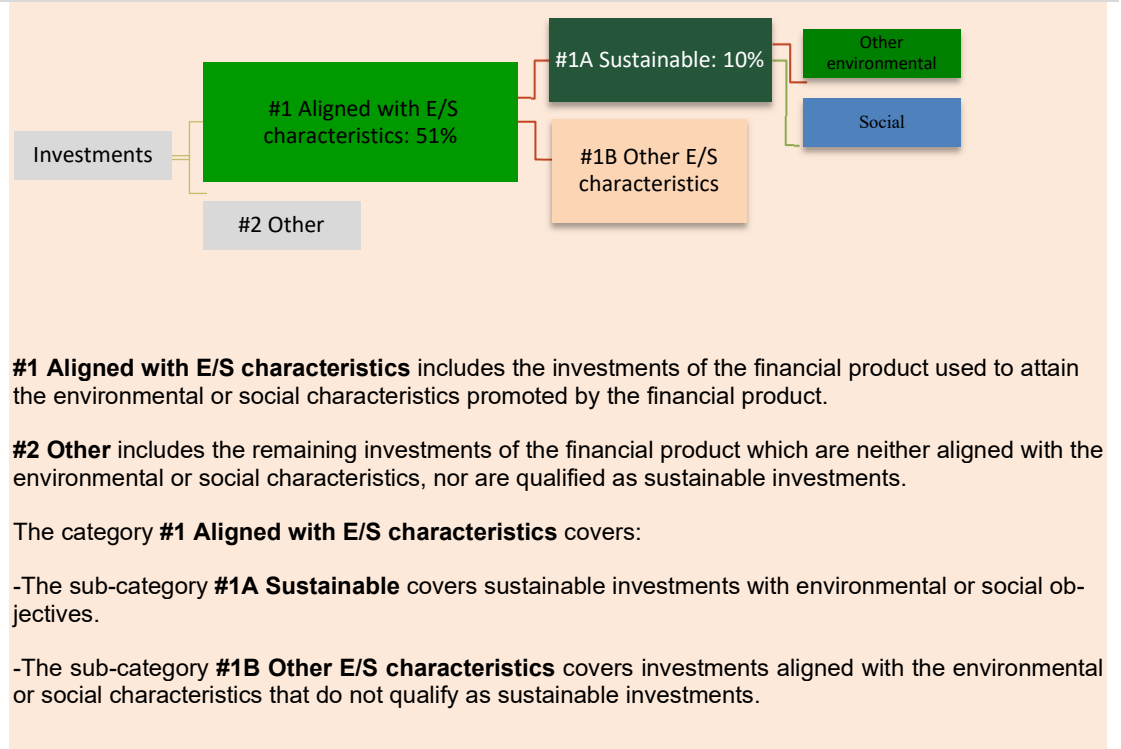 #1A Sustainable: 10%
Other
environmental
#1 Aligned with E/S
characteristics: 51%
Social
Investments
#1B Other E/S
characteristics
#2 Other
#1 Aligned with E/S characteristics includes the investments of the financial product used to attain
the environmental or social characteristics promoted by the financial product.
#2 Other includes the remaining investments of the financial product which are neither aligned with the
environmental or social characteristics, nor are qualified as sustainable investments.
The category #1 Aligned with E/S characteristics covers:
-The sub-category #1A Sustainable covers sustainable investments with environmental or social ob-
jectives.
-The sub-category #1B Other E/S characteristics covers investments aligned with the environmental
or social characteristics that do not qualify as sustainable investments.